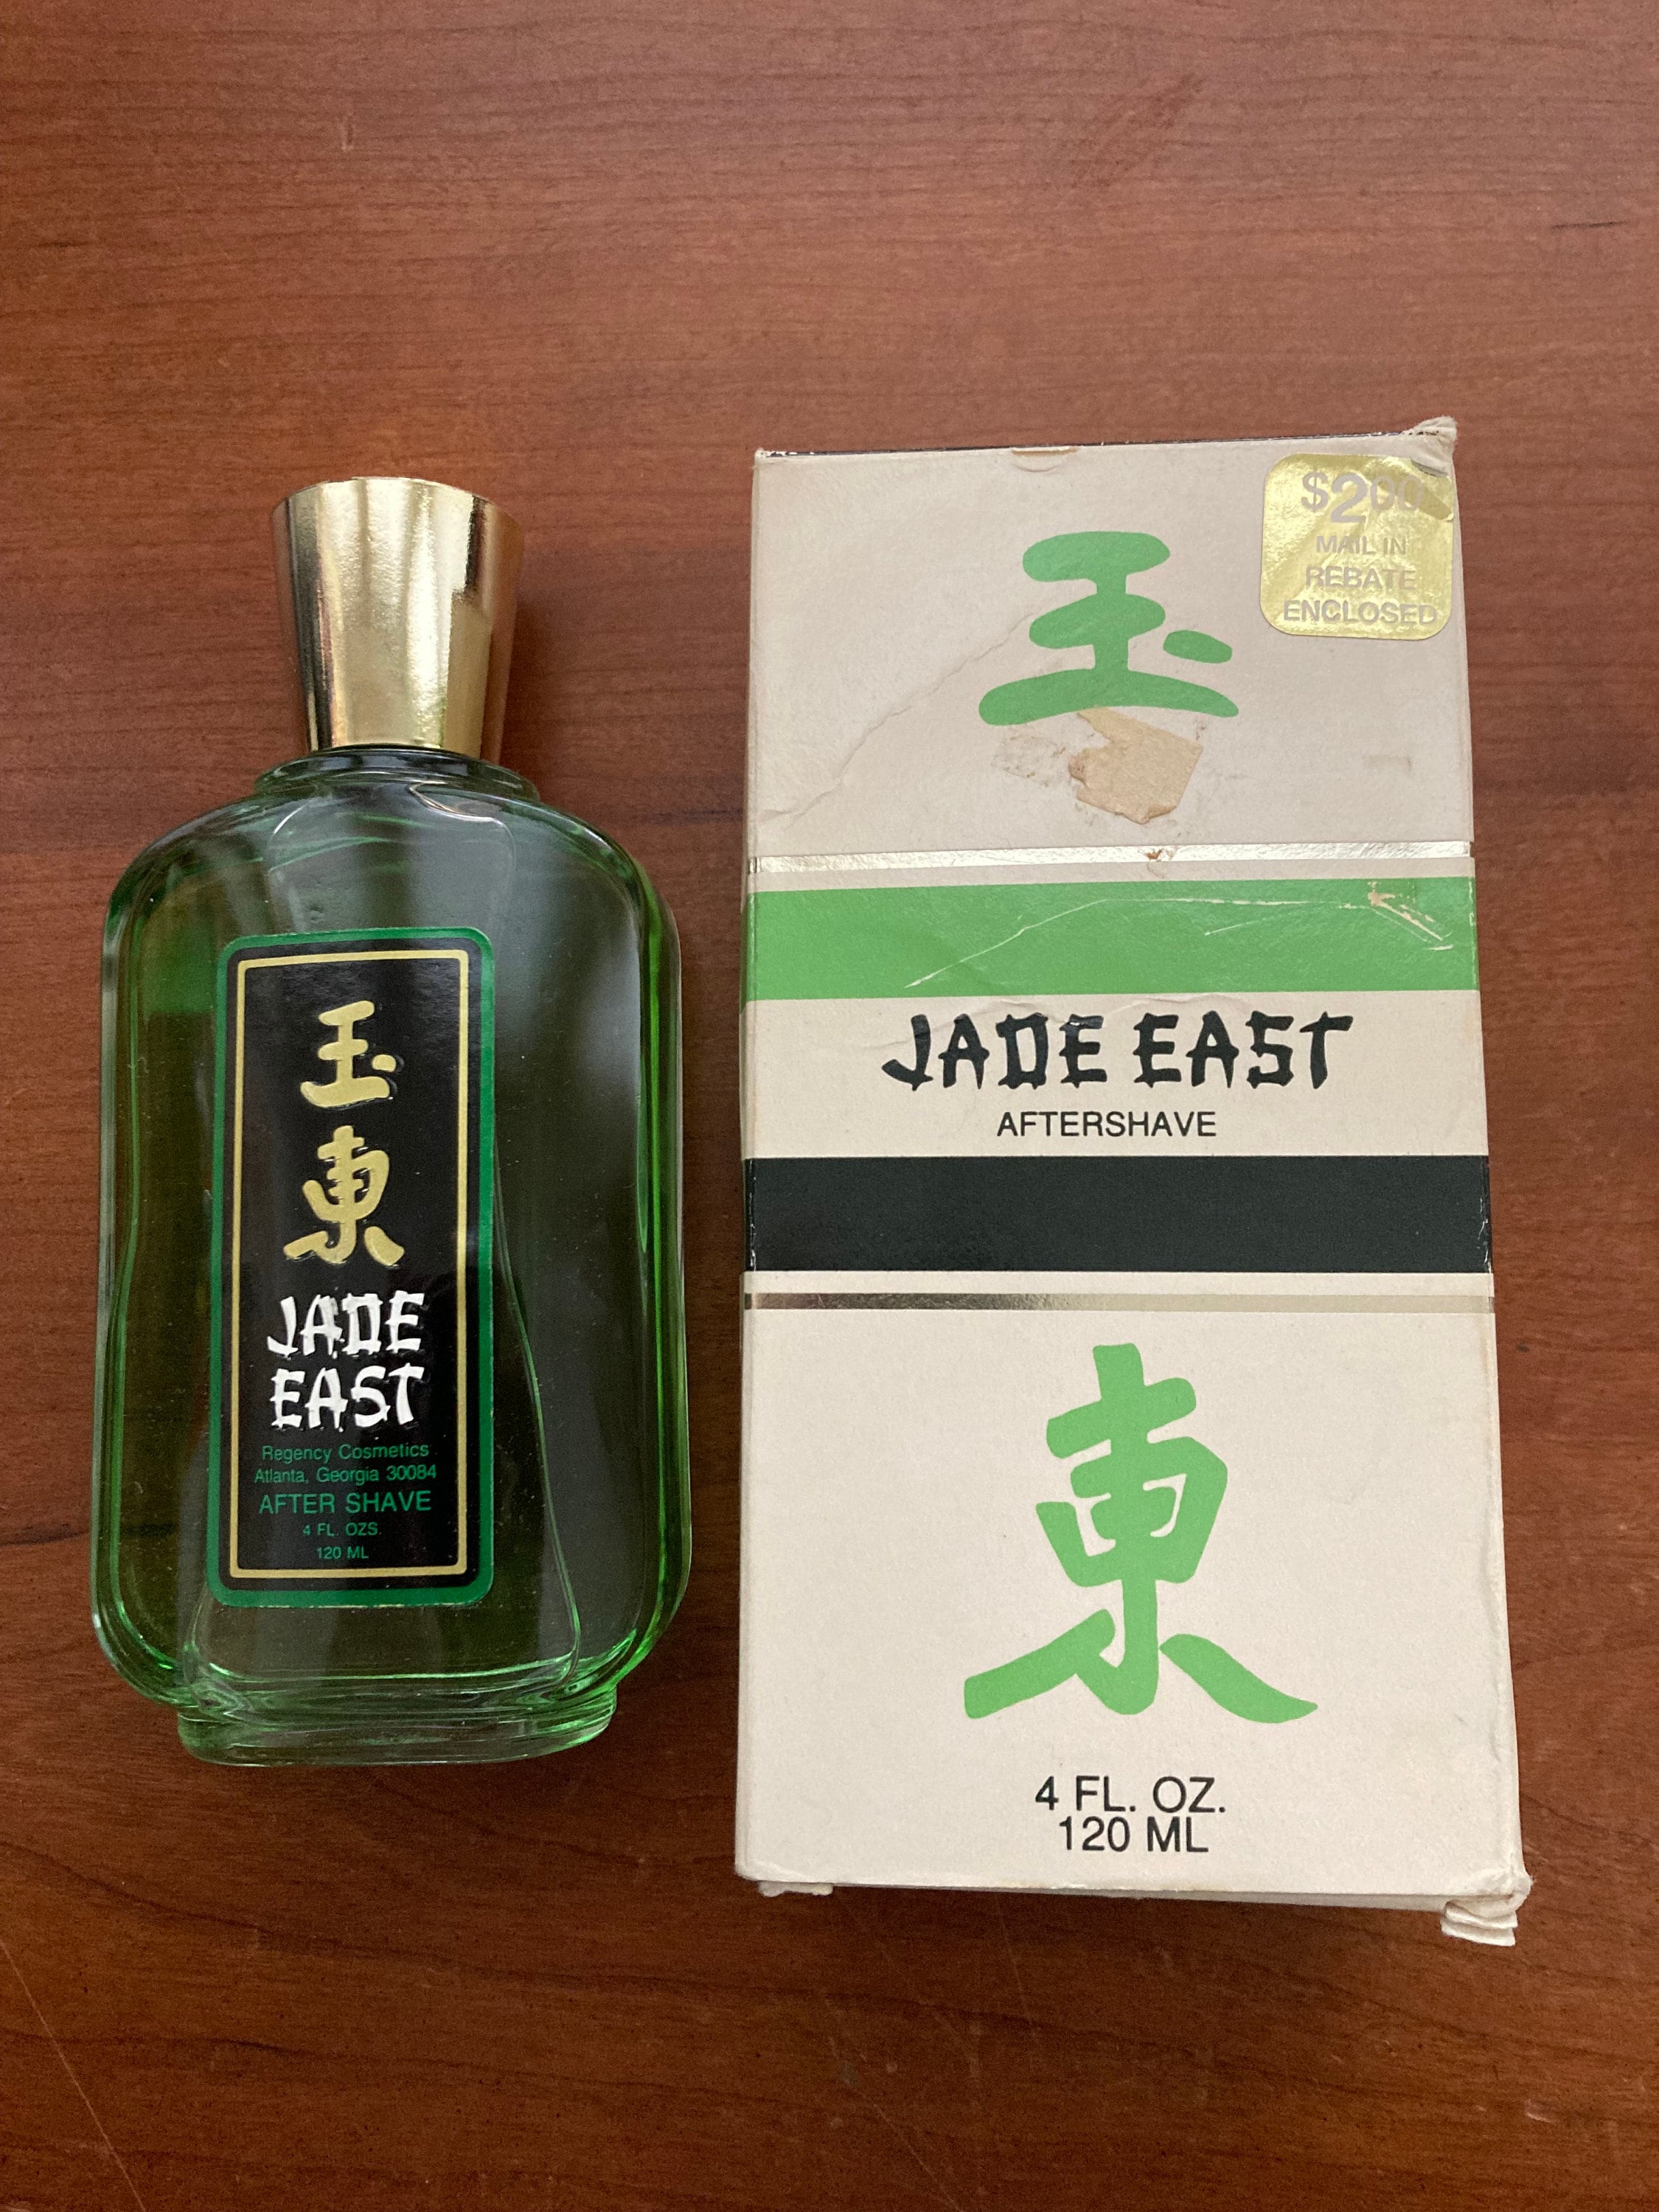 玉
東
JADE
EAST
Regency Cosmetics
Atlanta, Georgia 30084
AFTER SHAVE
4 FL. OZS.
120 ML
$2.00
MAIL IN
REBATE
ENCLOSED
玉
JADE EAST
AFTERSHAVE
東
4 FL. OZ.
120 ML